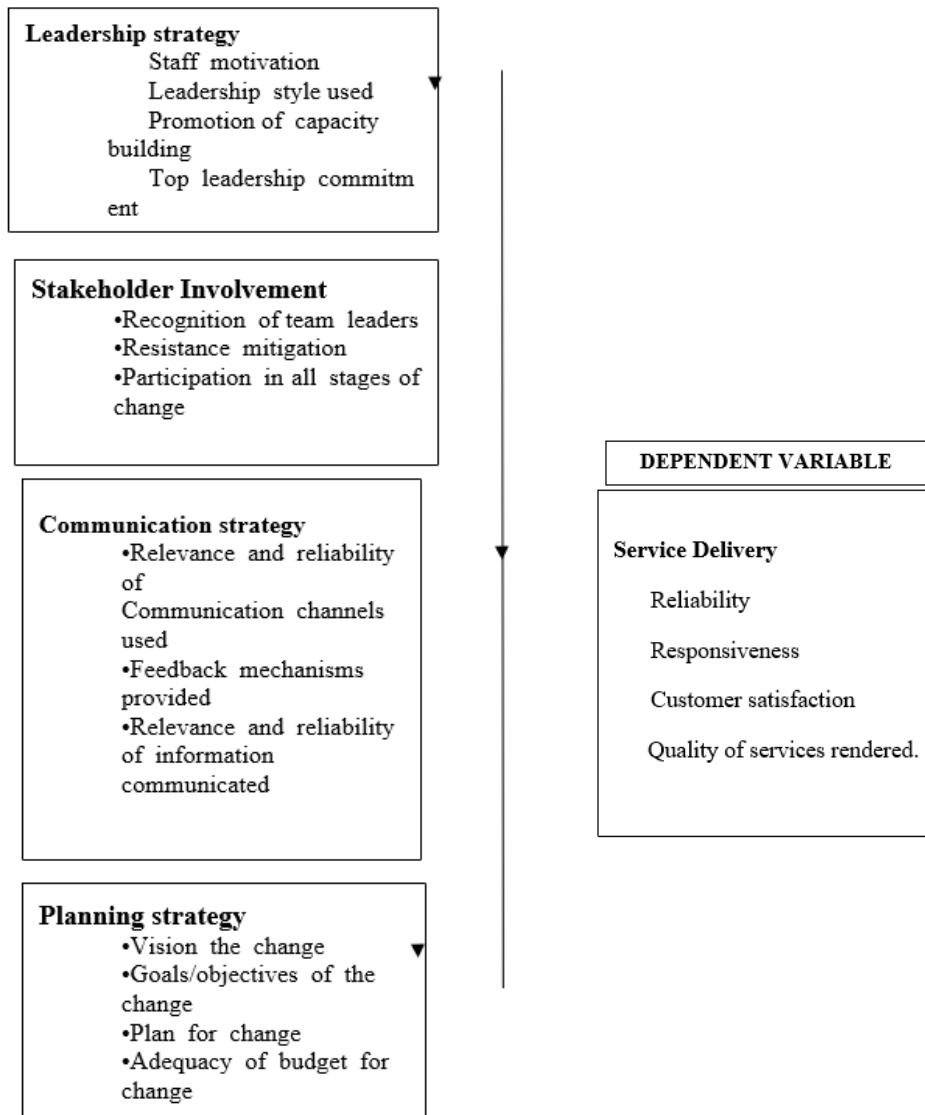 Leadership strategy
Staff motivation
Leadership style used
Promotion of capacity
building
Top leadership commitm
ent
Stakeholder Involvement
•Recognition of team leaders
•Resistance mitigation
•Participation in all stages of
change
Communication strategy
•Relevance and reliability
of
Communication channels
used
•Feedback mechanisms
provided
•Relevance and reliability
of information
communicated
Planning strategy
•Vision the change
•Goals/objectives of the
change
•Plan for change
•Adequacy of budget for
change
DEPENDENT VARIABLE
Service Delivery
Reliability
Responsiveness
Customer satisfaction
Quality of services rendered.